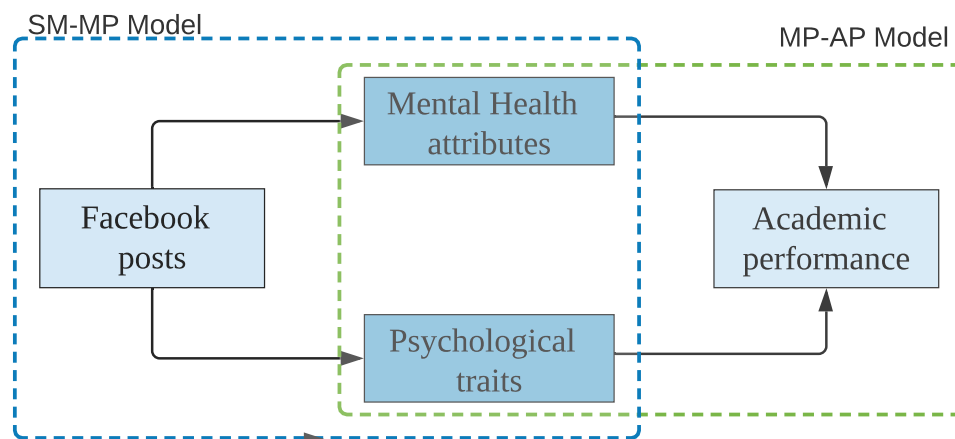 SM-MP Model
MP-AP Model
Mental Health
attributes
Facebook
posts
Academic
performance
Psychological
traits